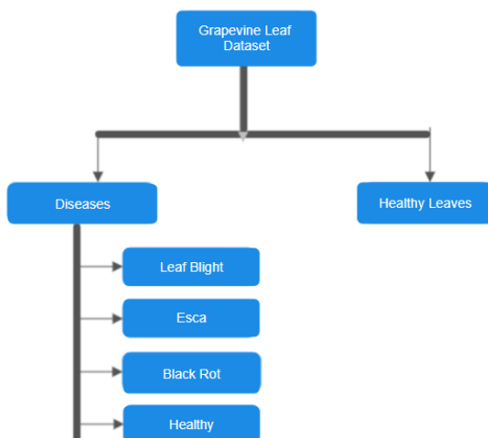 Grapevine Leaf
Dataset
Diseases
Healthy Leaves
Leaf Blight
Esca
Black Rot
Healthy